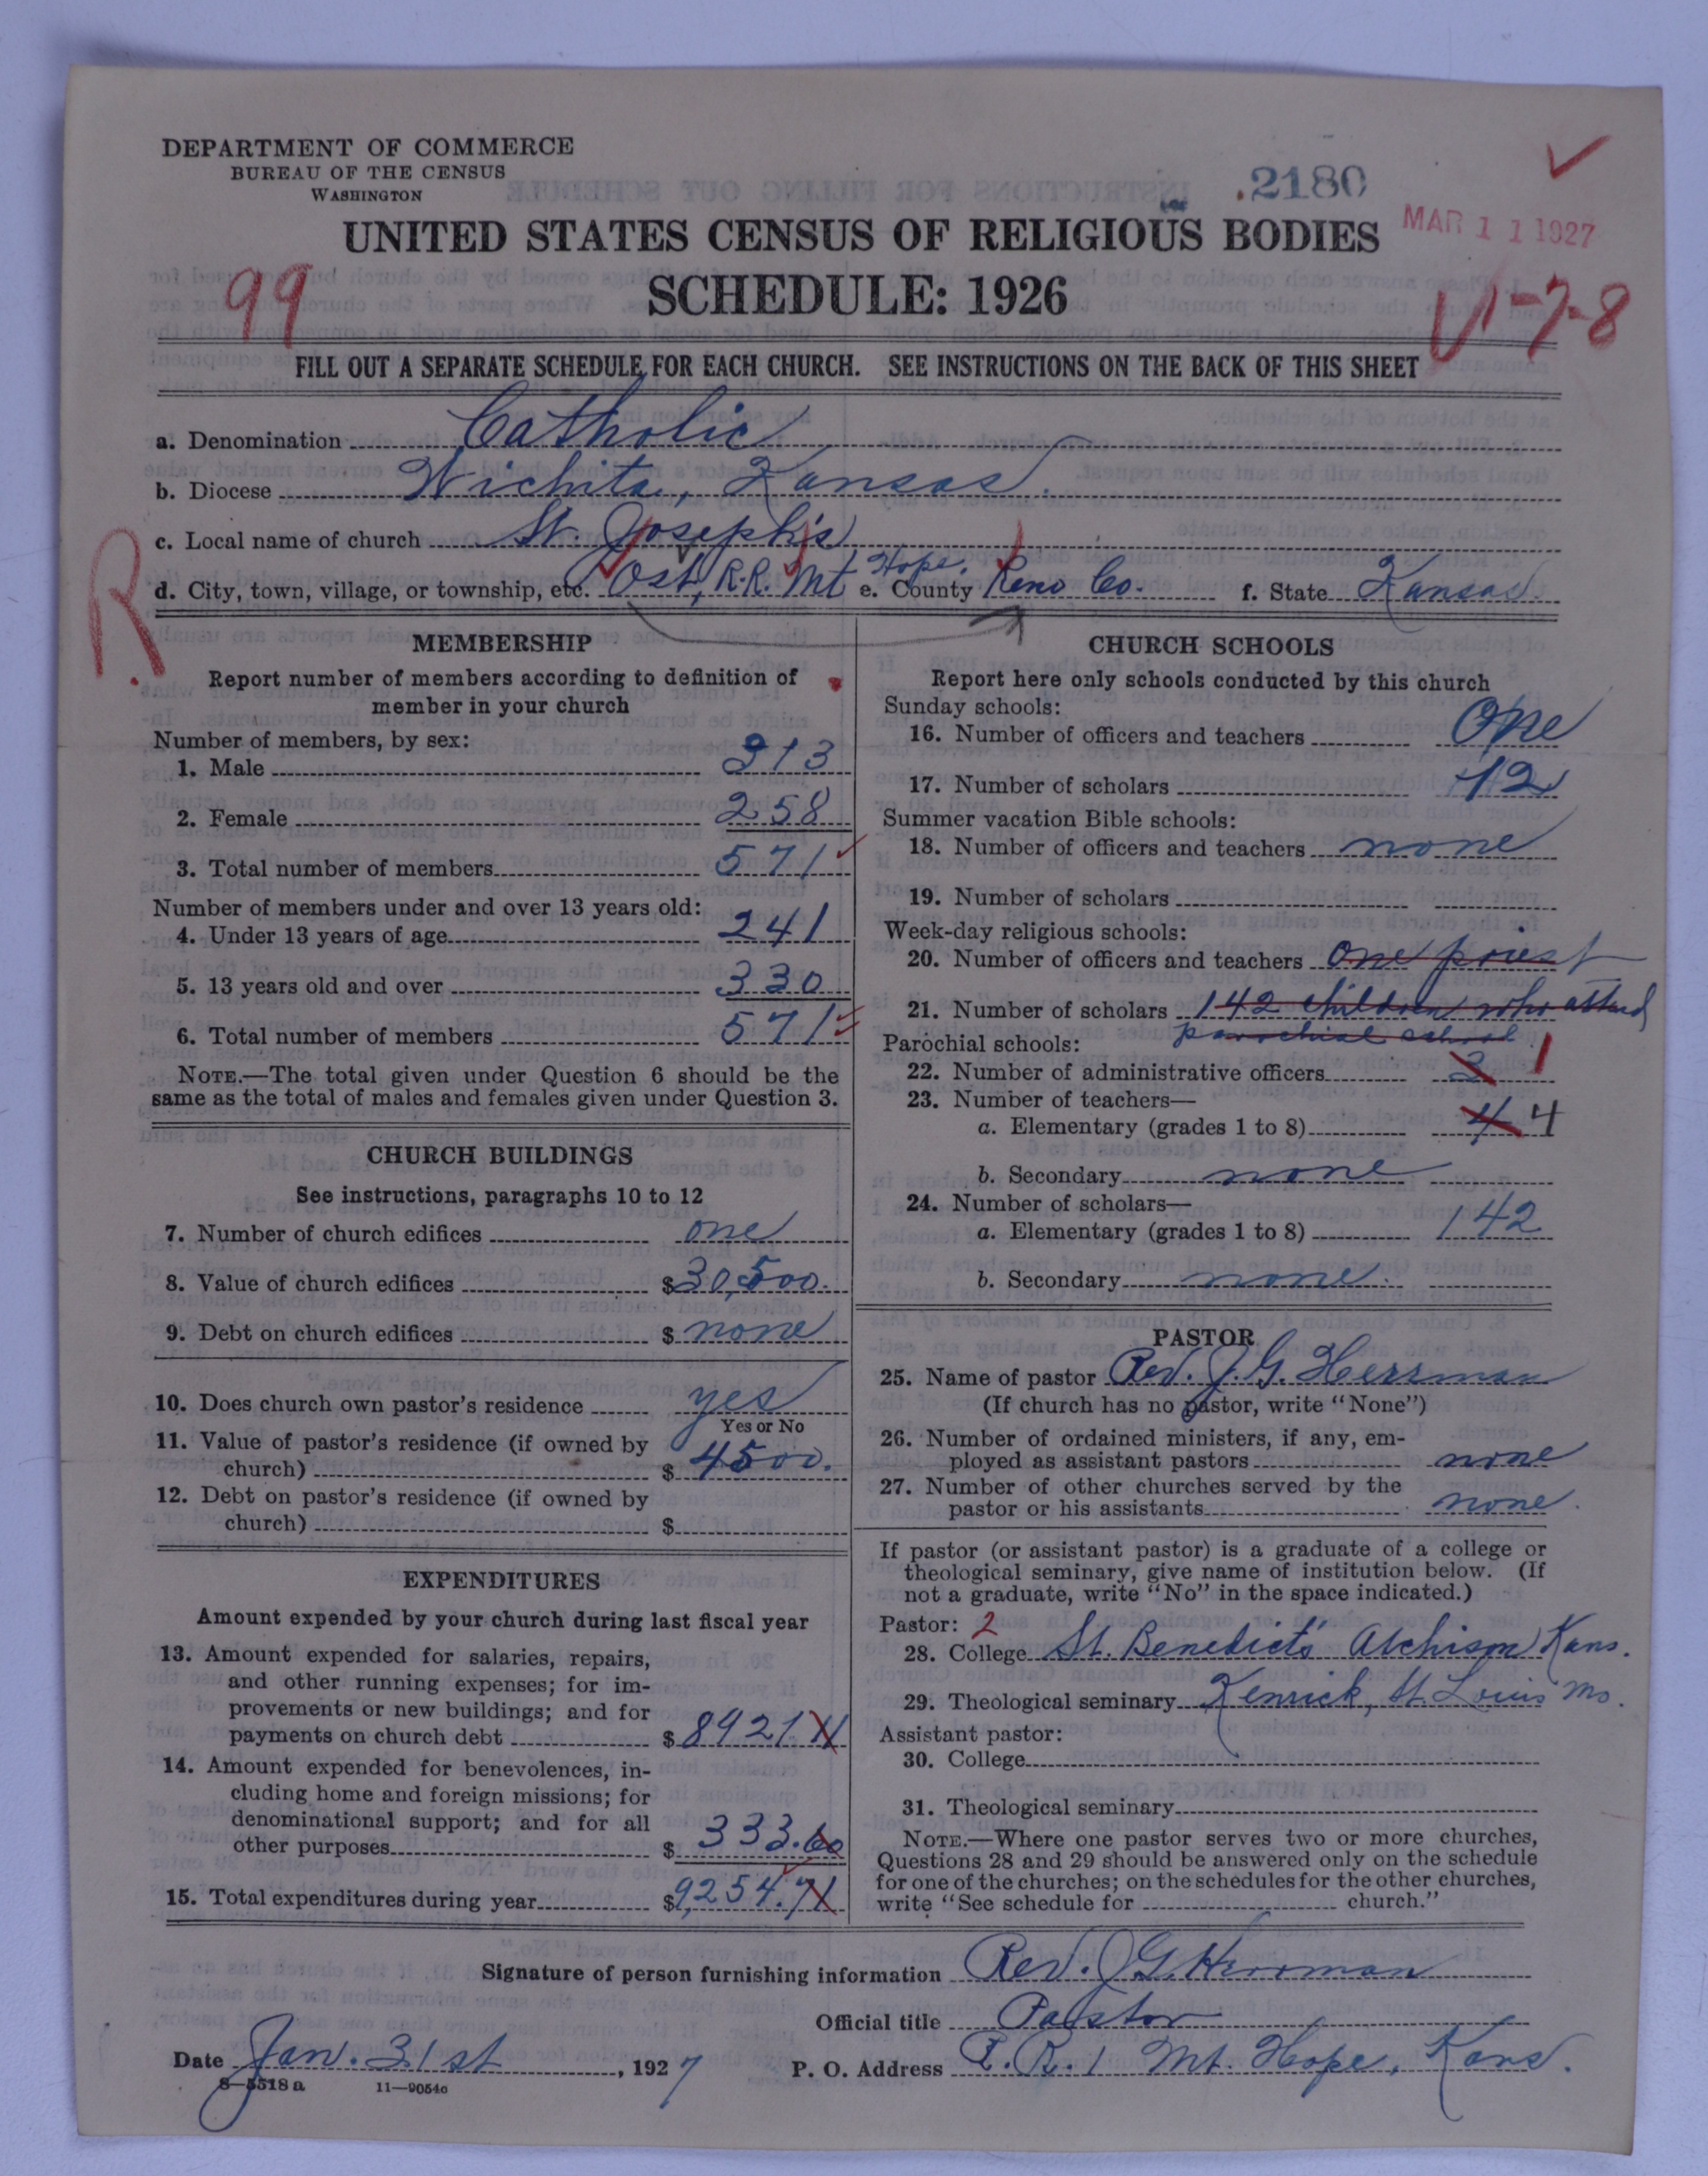 DEPARTMENT OF COMMERCE
BUREAU OF THE CENSUS
WASHINGTON
.2180
MAR 11 1927
UNITED STATES CENSUS OF RELIGIOUS BODIES
SCHEDULE: 1926
99
1-7-8
FILL OUT A SEPARATE SCHEDULE FOR EACH CHURCH. SEE INSTRUCTIONS ON THE BACK OF THIS SHEET
a. Denomination Catholic
b. Diocese Wichita, Kansas.
c. Local name of church St. Joseph's
d. City, town, village, or township, etc. Ost, R.R. Mt Hope. e. County Reno Co. f. State Kansas.
R.
MEMBERSHIP
Report number of members according to definition of
member in your church
Number of members, by sex:
1. Male 313
2. Female 258
3. Total number of members 571
Number of members under and over 13 years old:
4. Under 13 years of age 241
5. 13 years old and over 330
6. Total number of members 571
NOTE.—The total given under Question 6 should be the
same as the total of males and females given under Question 3.
CHURCH BUILDINGS
See instructions, paragraphs 10 to 12
7. Number of church edifices one
8. Value of church edifices $30,500.
9. Debt on church edifices $ none
10. Does church own pastor's residence yes
Yes or No
11. Value of pastor's residence (if owned by
church) $ 4500.
12. Debt on pastor's residence (if owned by
church) $
EXPENDITURES
Amount expended by your church during last fiscal year
13. Amount expended for salaries, repairs,
and other running expenses; for im-
provements or new buildings; and for
payments on church debt $8921 11
14. Amount expended for benevolences, in-
cluding home and foreign missions; for
denominational support; and for all
other purposes $ 333.60
15. Total expenditures during year $9,254.71
CHURCH SCHOOLS
Report here only schools conducted by this church
Sunday schools:
16. Number of officers and teachers One
17. Number of scholars 12
Summer vacation Bible schools:
18. Number of officers and teachers none
19. Number of scholars
Week-day religious schools:
20. Number of officers and teachers One priest
21. Number of scholars 142 children who attend
parochial school
Parochial schools:
22. Number of administrative officers 1
23. Number of teachers—
a. Elementary (grades 1 to 8) 4 4
b. Secondary none
24. Number of scholars—
a. Elementary (grades 1 to 8) 142
b. Secondary none.
PASTOR
25. Name of pastor Rev. J. G. Herrman
(If church has no pastor, write "None")
26. Number of ordained ministers, if any, em-
ployed as assistant pastors none
27. Number of other churches served by the
pastor or his assistants none.
If pastor (or assistant pastor) is a graduate of a college or
theological seminary, give name of institution below. (If
not a graduate, write "No" in the space indicated.)
Pastor: 2
28. College St. Benedict's Atchison Kans.
29. Theological seminary Kenrick, St. Louis Mo.
Assistant pastor:
30. College
31. Theological seminary
NOTE.—Where one pastor serves two or more churches,
Questions 28 and 29 should be answered only on the schedule
for one of the churches; on the schedules for the other churches,
write "See schedule for church."
Signature of person furnishing information Rev. J G Herrman
Official title Pastor
Date Jan. 31st, 1927 P. O. Address R. R. 1 Mt. Hope, Kans.
8—5518 a 11—9054a